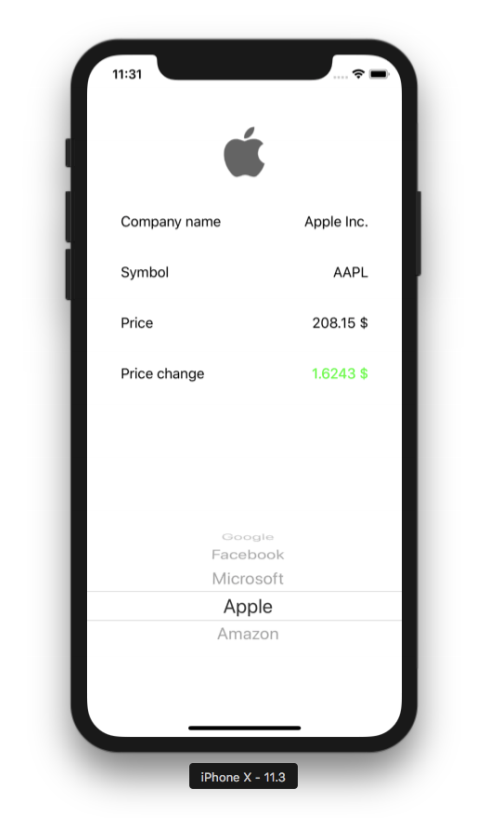 11:31
Company name Apple Inc.
Symbol AAPL
Price 208.15 $
Price change 1.6243 $
Google
Facebook
Microsoft
Apple
Amazon
iPhone X - 11.3